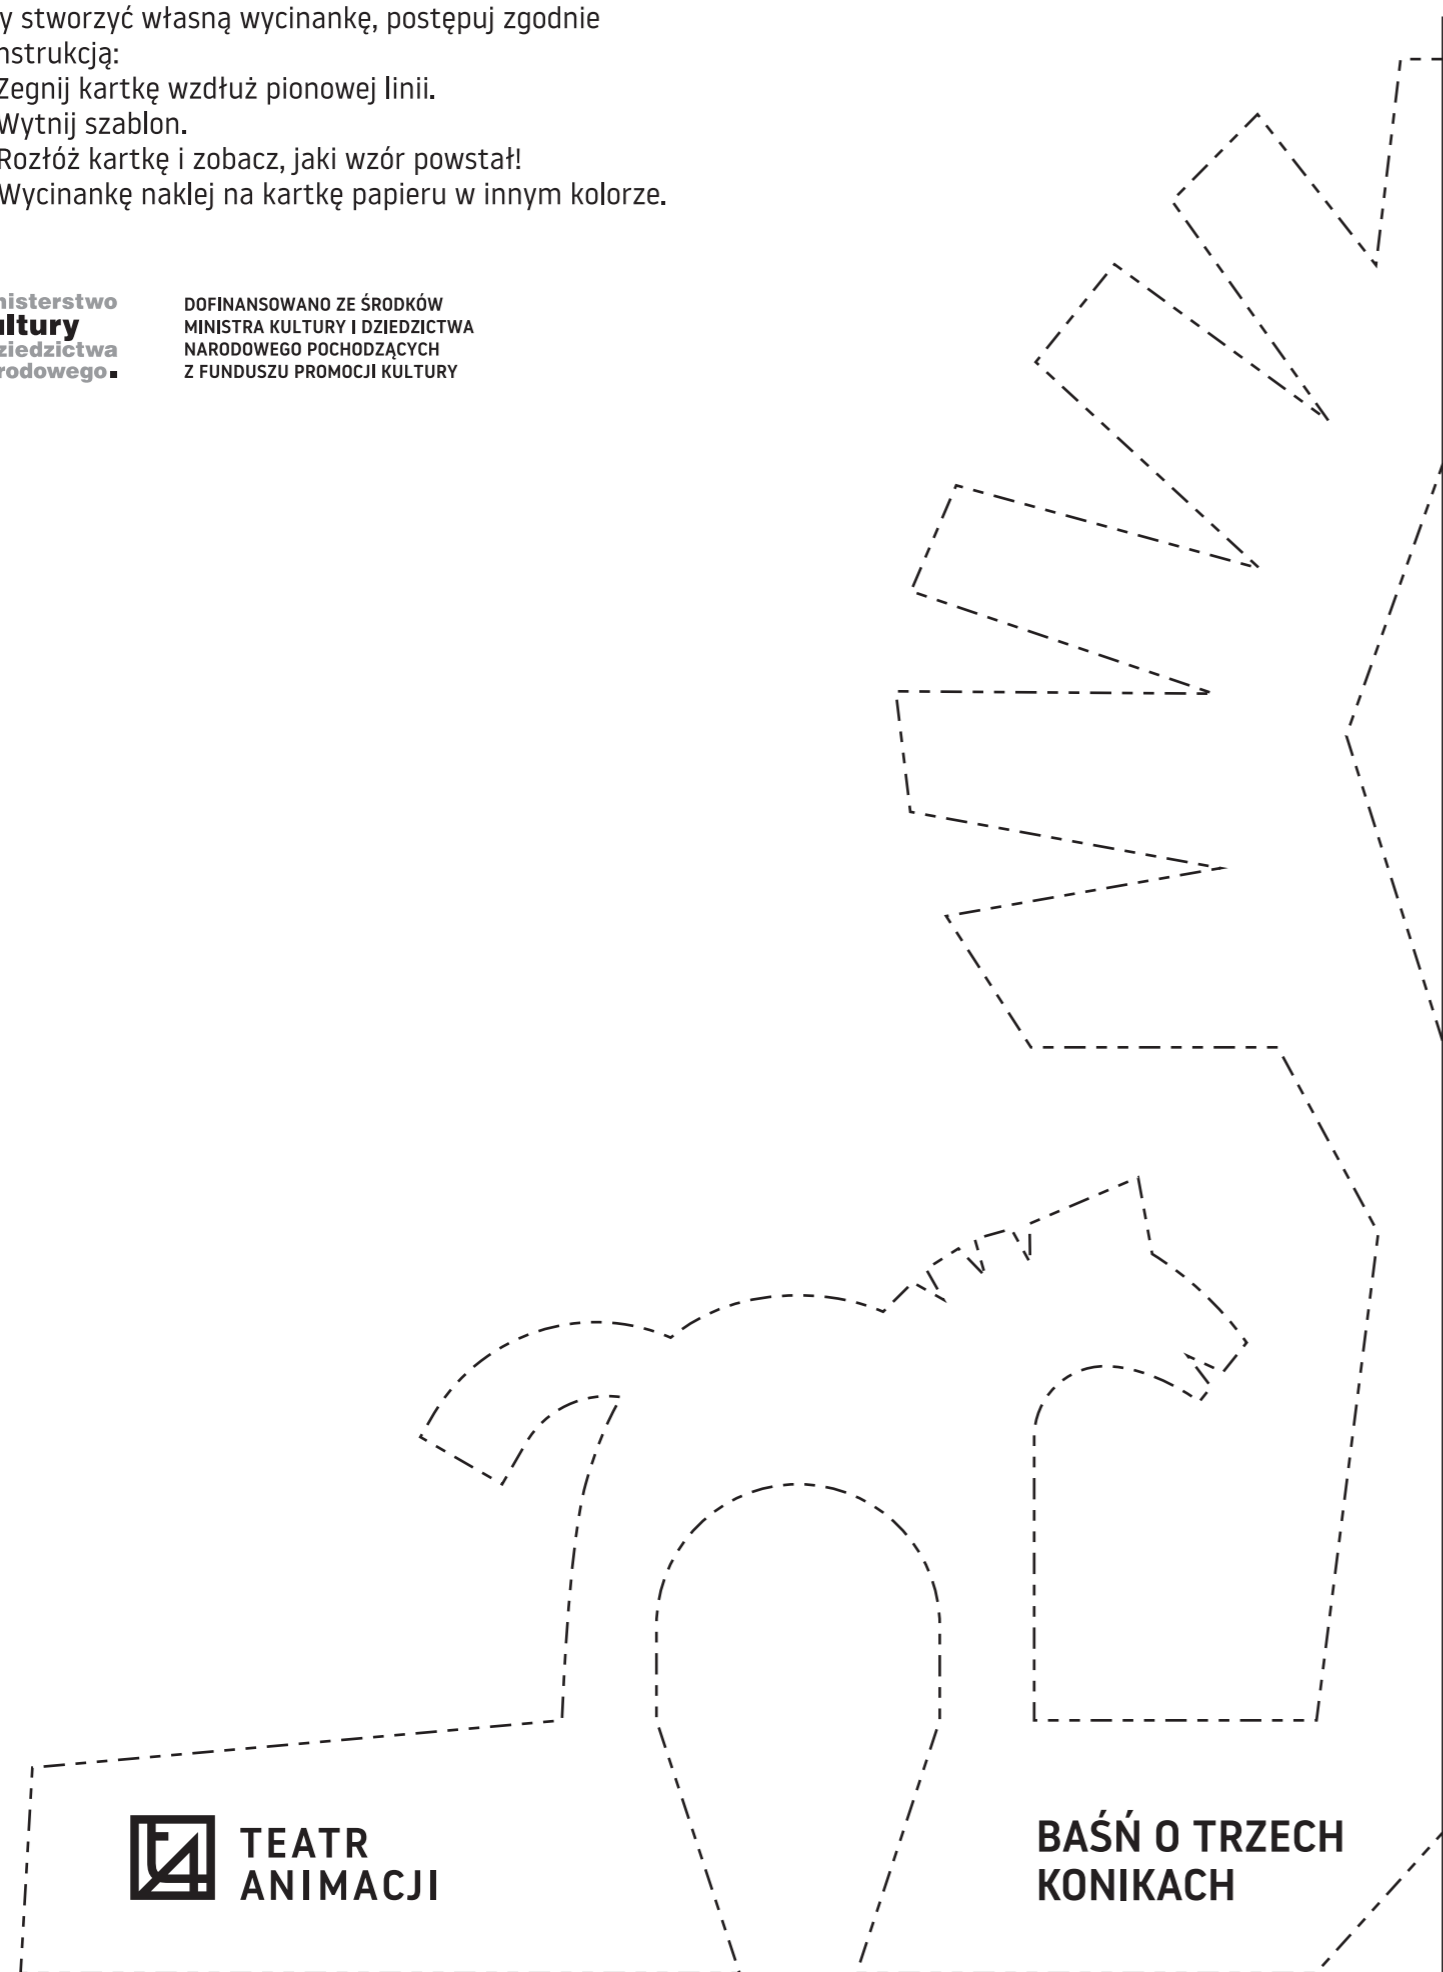 y stworzyć własną wycinankę, postępuj zgodnie
nstrukcją:
Zegnij kartkę wzdłuż pionowej linii.
Wytnij szablon.
Rozłóż kartkę i zobacz, jaki wzór powstał!
Wycinankę naklej na kartkę papieru w innym kolorze.
nisterstwo
ltury
ziedzictwa
rodowego.
DOFINANSOWANO ZE ŚRODKÓW
MINISTRA KULTURY I DZIEDZICTWA
NARODOWEGO POCHODZĄCYCH
Z FUNDUSZU PROMOCJI KULTURY
TEATR
ANIMACJI
BAŚŃ O TRZECH
KONIKACH